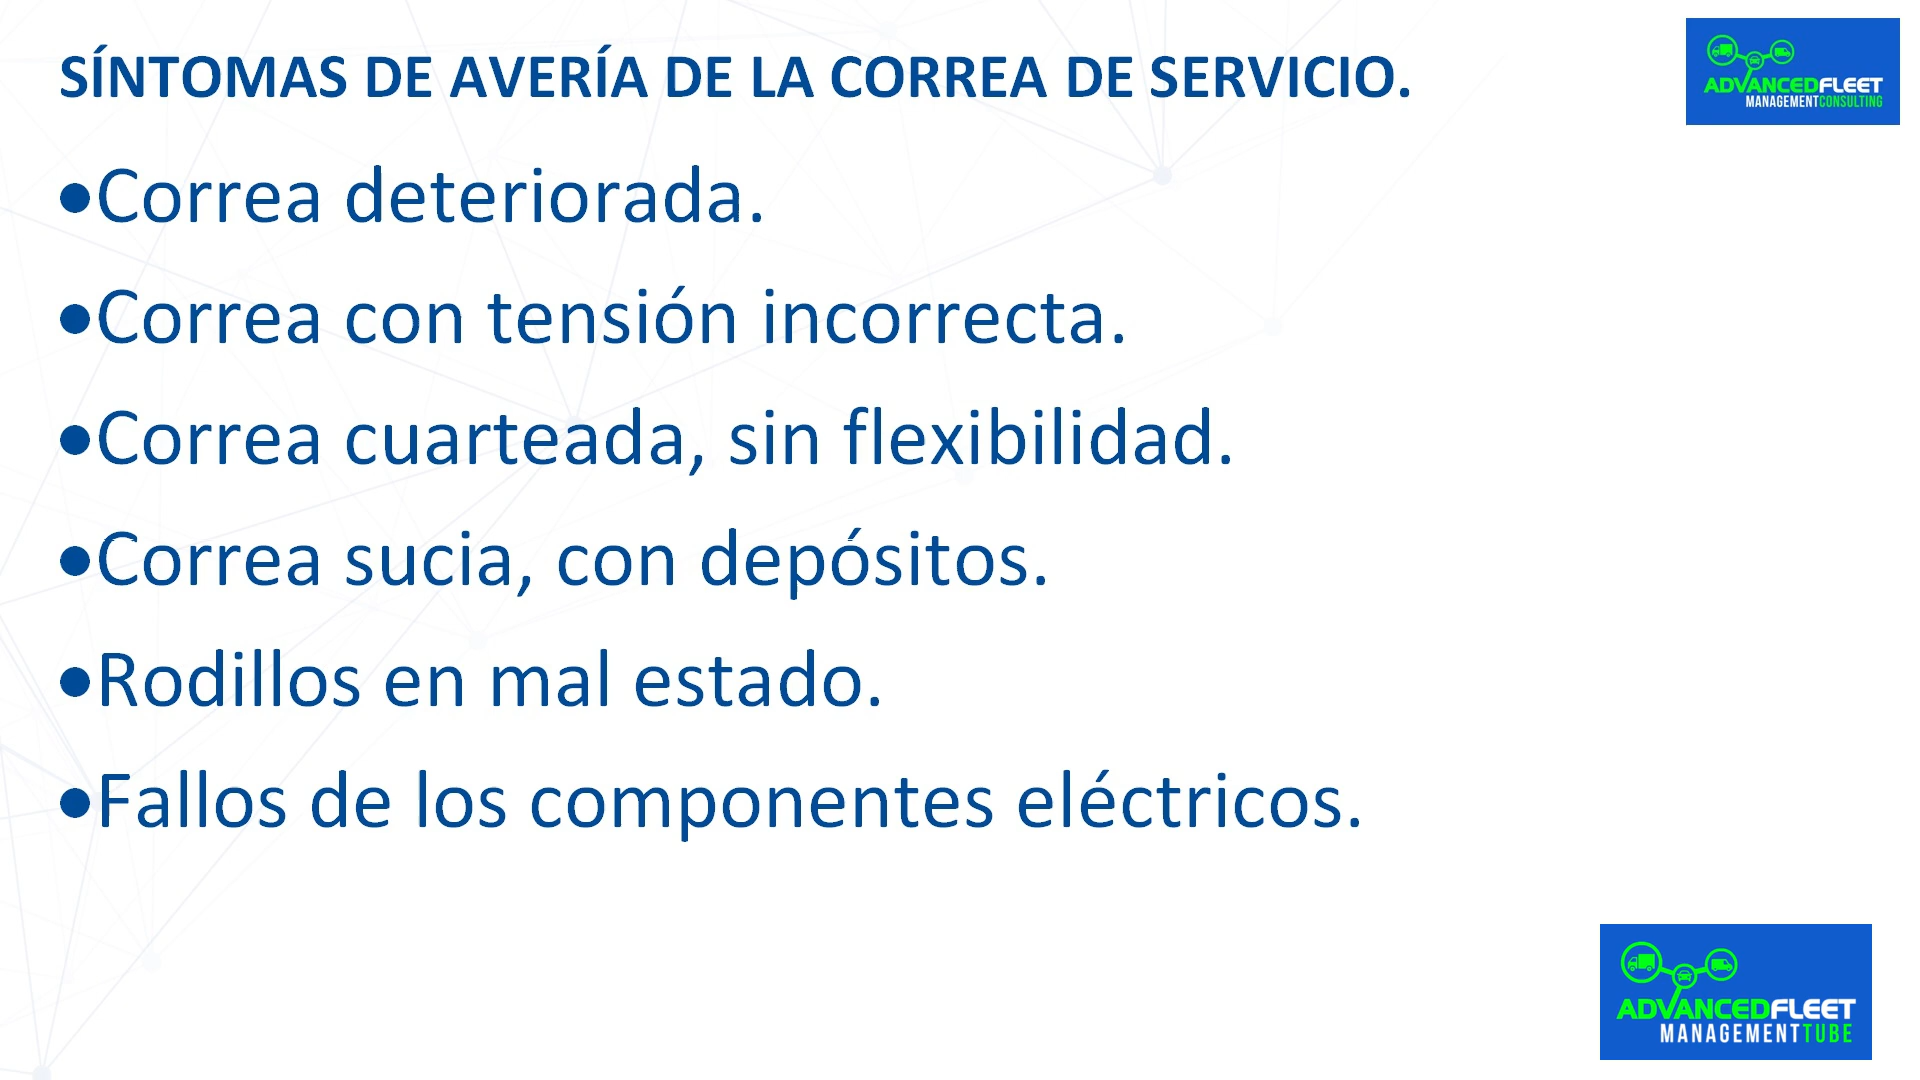 SÍNTOMAS DE AVERÍA DE LA CORREA DE SERVICIO.
ADVANCEDFLEET
MANAGEMENTCONSULTING
•Correa deteriorada.
•Correa con tensión incorrecta.
•Correa cuarteada, sin flexibilidad.
•Correa sucia, con depósitos.
•Rodillos en mal estado.
•Fallos de los componentes eléctricos.
ADVANCEDFLEET
MANAGEMENTTUBE